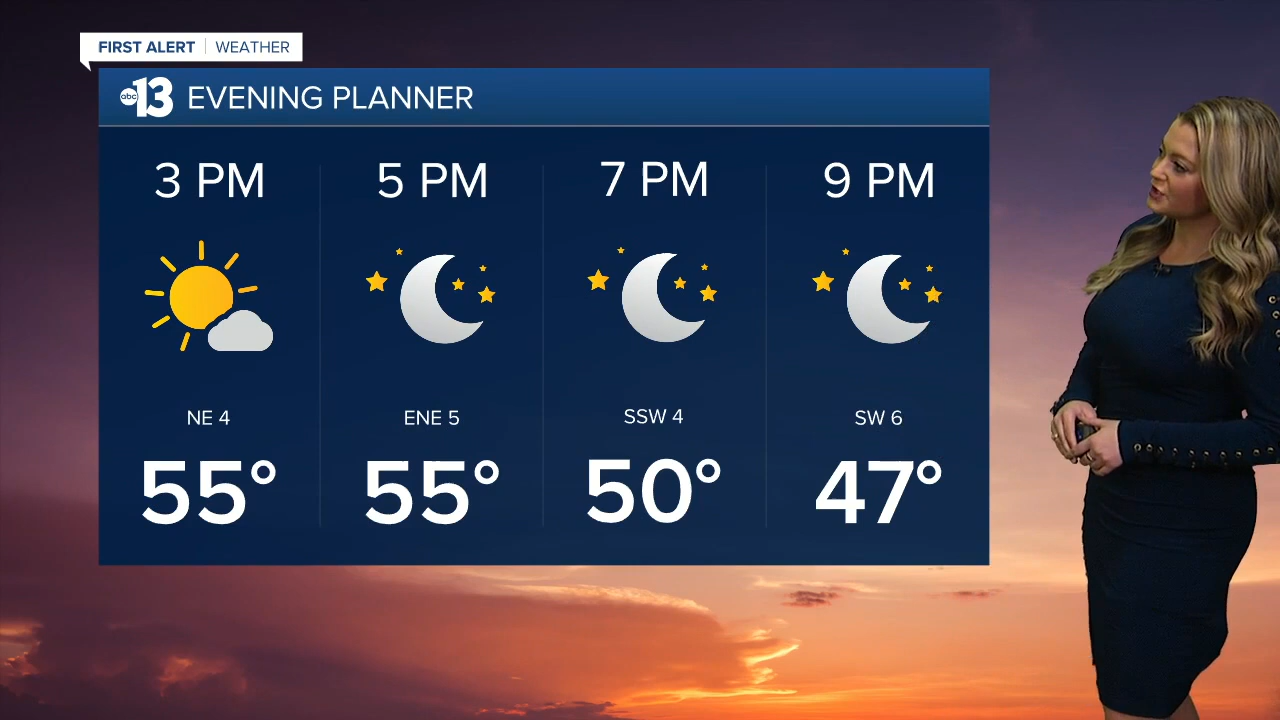 FIRST ALERT | WEATHER
abc 13 EVENING PLANNER
3 PM 5 PM 7 PM 9 PM
NE 4 ENE 5 SSW 4 SW 6
55° 55° 50° 47°